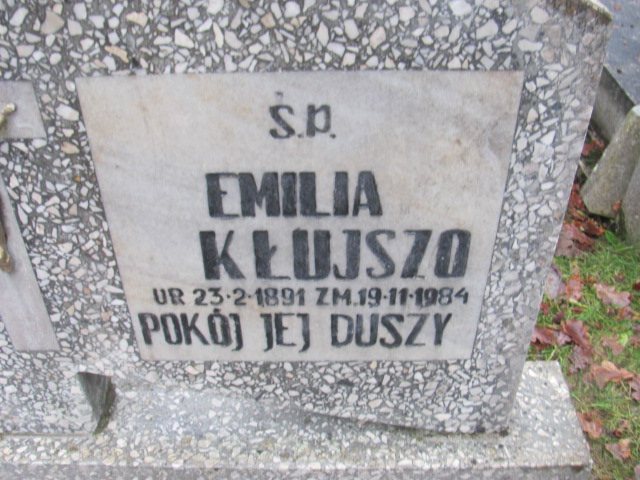 Ś.P.
EMILIA
KŁUJSZO
UR 23·2·1891 ZM.19·11·1984
POKÓJ JEJ DUSZY